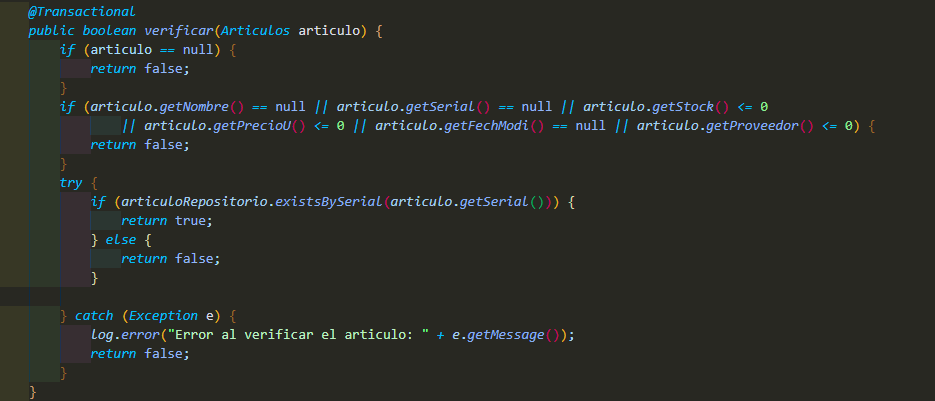 @Transactional
public boolean verificar(Articulos articulo) {
if (articulo == null) {
return false;
}
if (articulo.getNombre() == null || articulo.getSerial() == null || articulo.getStock() <= 0
|| articulo.getPrecioU() <= 0 || articulo.getFechModi() == null || articulo.getProveedor() <= 0) {
return false;
}
try {
if (articuloRepositorio.existsBySerial(articulo.getSerial())) {
return true;
} else {
return false;
}
} catch (Exception e) {
log.error("Error al verificar el articulo: " + e.getMessage());
return false;
}
}